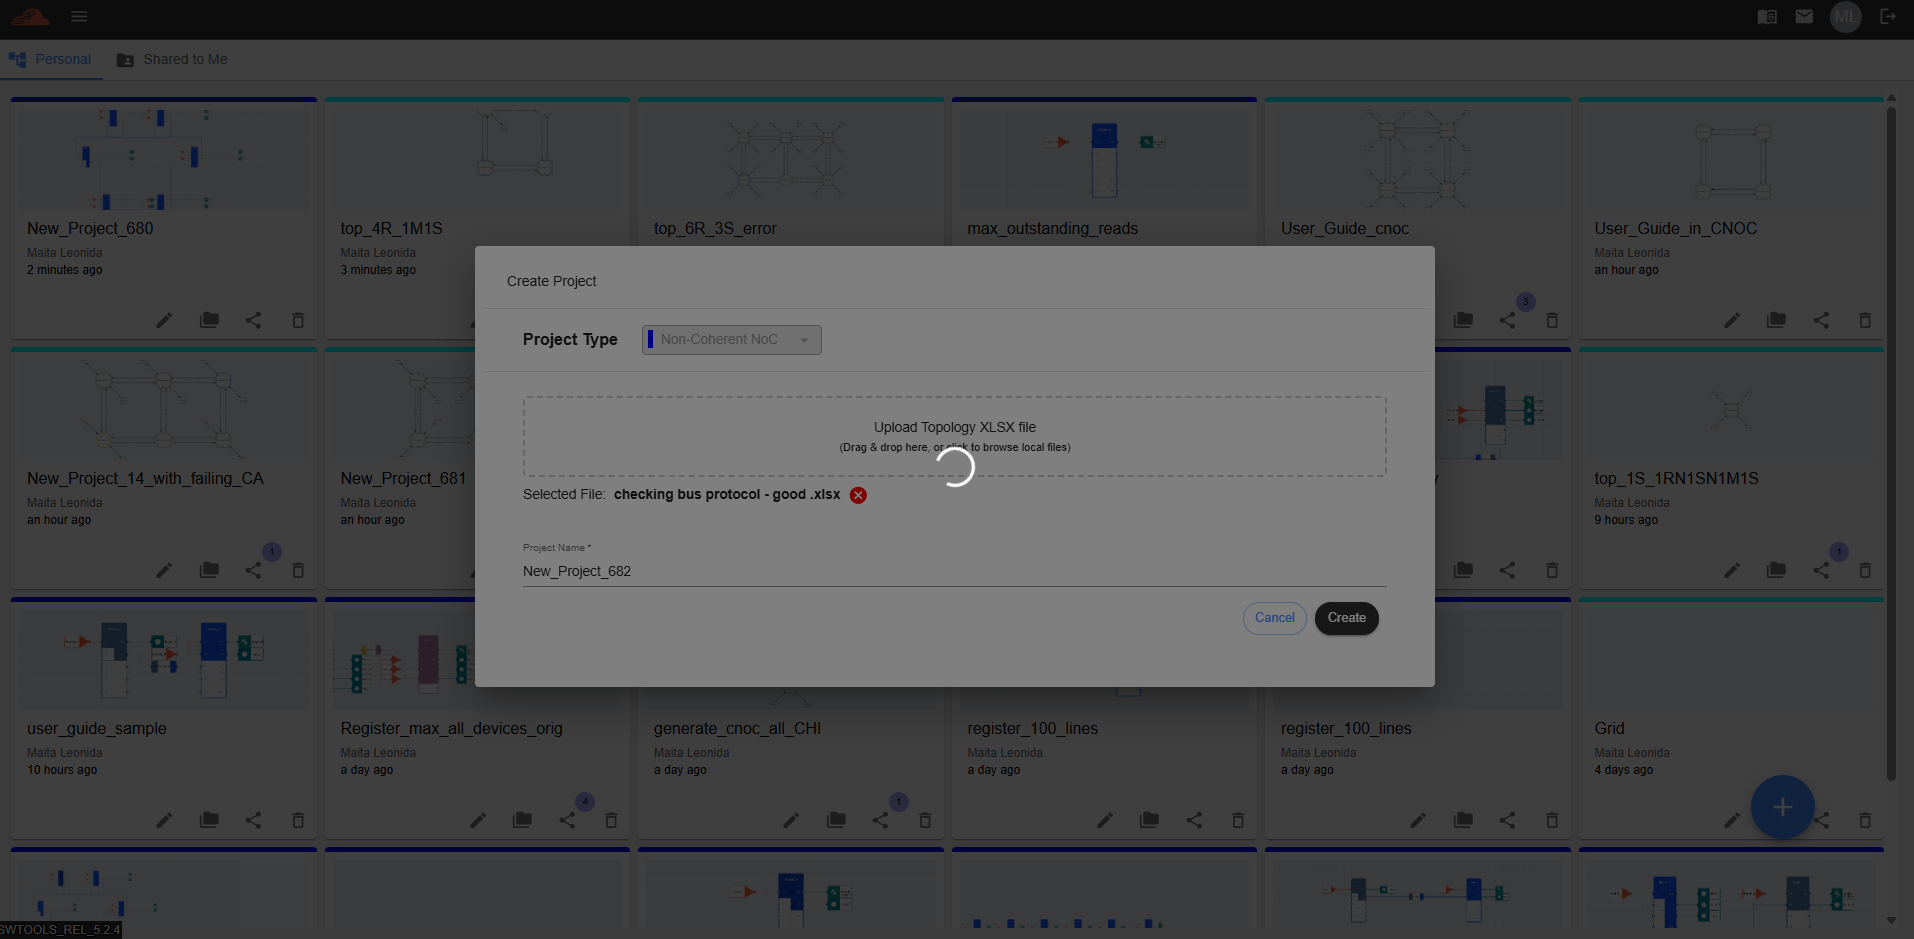 ML
Personal
Shared to Me
New_Project_680
Maita Leonida
2 minutes ago
top_4R_1M1S
Maita Leonida
3 minutes ago
top_6R_3S_error
max_outstanding_reads
User_Guide_cnoc
3
User_Guide_in_CNOC
Maita Leonida
an hour ago
Create Project
Project Type
Non-Coherent NoC
Upload Topology XLSX file
(Drag & drop here, or click to browse local files)
Selected File: checking bus protocol - good .xlsx
Project Name *
New_Project_682
Cancel
Create
New_Project_14_with_failing_CA
Maita Leonida
an hour ago
1
New_Project_681
Maita Leonida
an hour ago
y
top_1S_1RN1SN1M1S
Maita Leonida
9 hours ago
1
user_guide_sample
Maita Leonida
10 hours ago
Register_max_all_devices_orig
Maita Leonida
a day ago
4
generate_cnoc_all_CHI
Maita Leonida
a day ago
1
register_100_lines
Maita Leonida
a day ago
register_100_lines
Maita Leonida
a day ago
Grid
Maita Leonida
4 days ago
SWTOOLS_REL_5.2.4